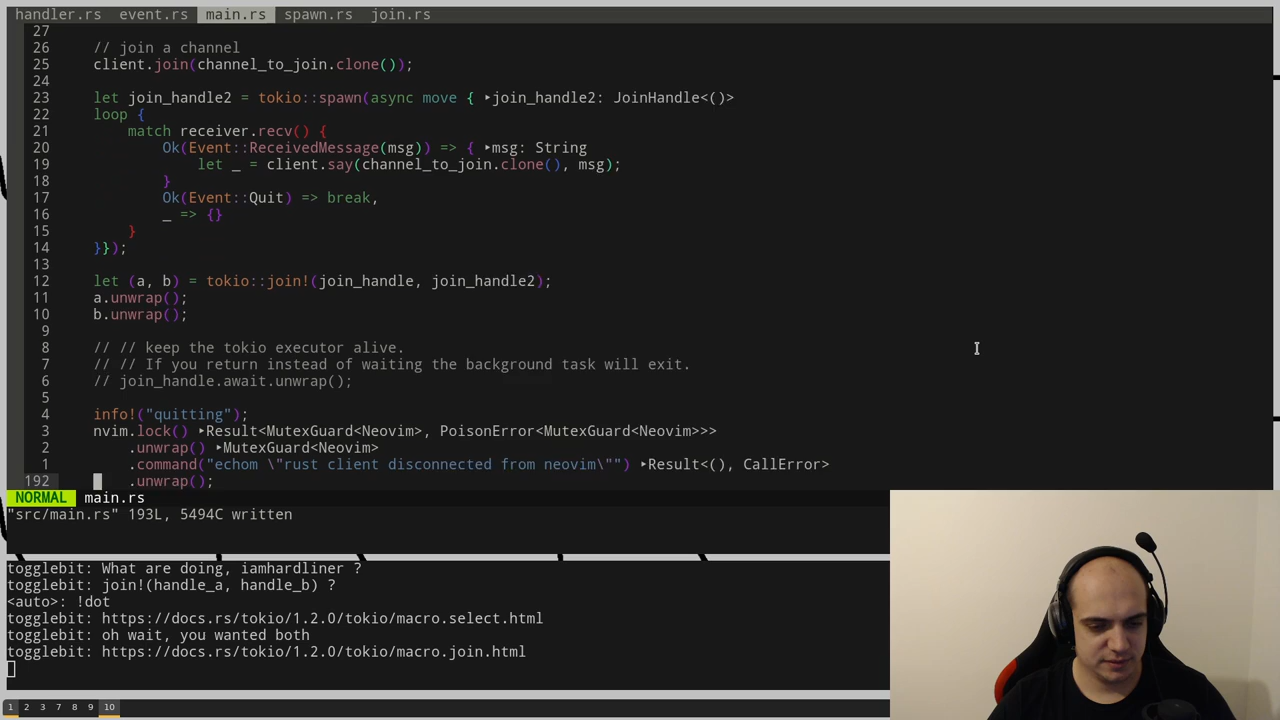 handler.rs event.rs main.rs spawn.rs join.rs
27
26 // join a channel
25 client.join(channel_to_join.clone());
24
23 let join_handle2 = tokio::spawn(async move { ▸join_handle2: JoinHandle<()>
22 loop {
21 match receiver.recv() {
20 Ok(Event::ReceivedMessage(msg)) => { ▸msg: String
19 let _ = client.say(channel_to_join.clone(), msg);
18 }
17 Ok(Event::Quit) => break,
16 _ => {}
15 }
14 }});
13
12 let (a, b) = tokio::join!(join_handle, join_handle2);
11 a.unwrap();
10 b.unwrap();
9
8 // // keep the tokio executor alive.
7 // // If you return instead of waiting the background task will exit.
6 // join_handle.await.unwrap();
5
4 info!("quitting");
3 nvim.lock() ▸Result<MutexGuard<Neovim>, PoisonError<MutexGuard<Neovim>>>
2 .unwrap() ▸MutexGuard<Neovim>
1 .command("echom \"rust client disconnected from neovim\"") ▸Result<(), CallError>
192 .unwrap();
NORMAL main.rs
"src/main.rs" 193L, 5494C written
togglebit: What are doing, iamhardliner ?
togglebit: join!(handle_a, handle_b) ?
<auto>: !dot
togglebit: https://docs.rs/tokio/1.2.0/tokio/macro.select.html
togglebit: oh wait, you wanted both
togglebit: https://docs.rs/tokio/1.2.0/tokio/macro.join.html
1 2 3 7 8 9 10